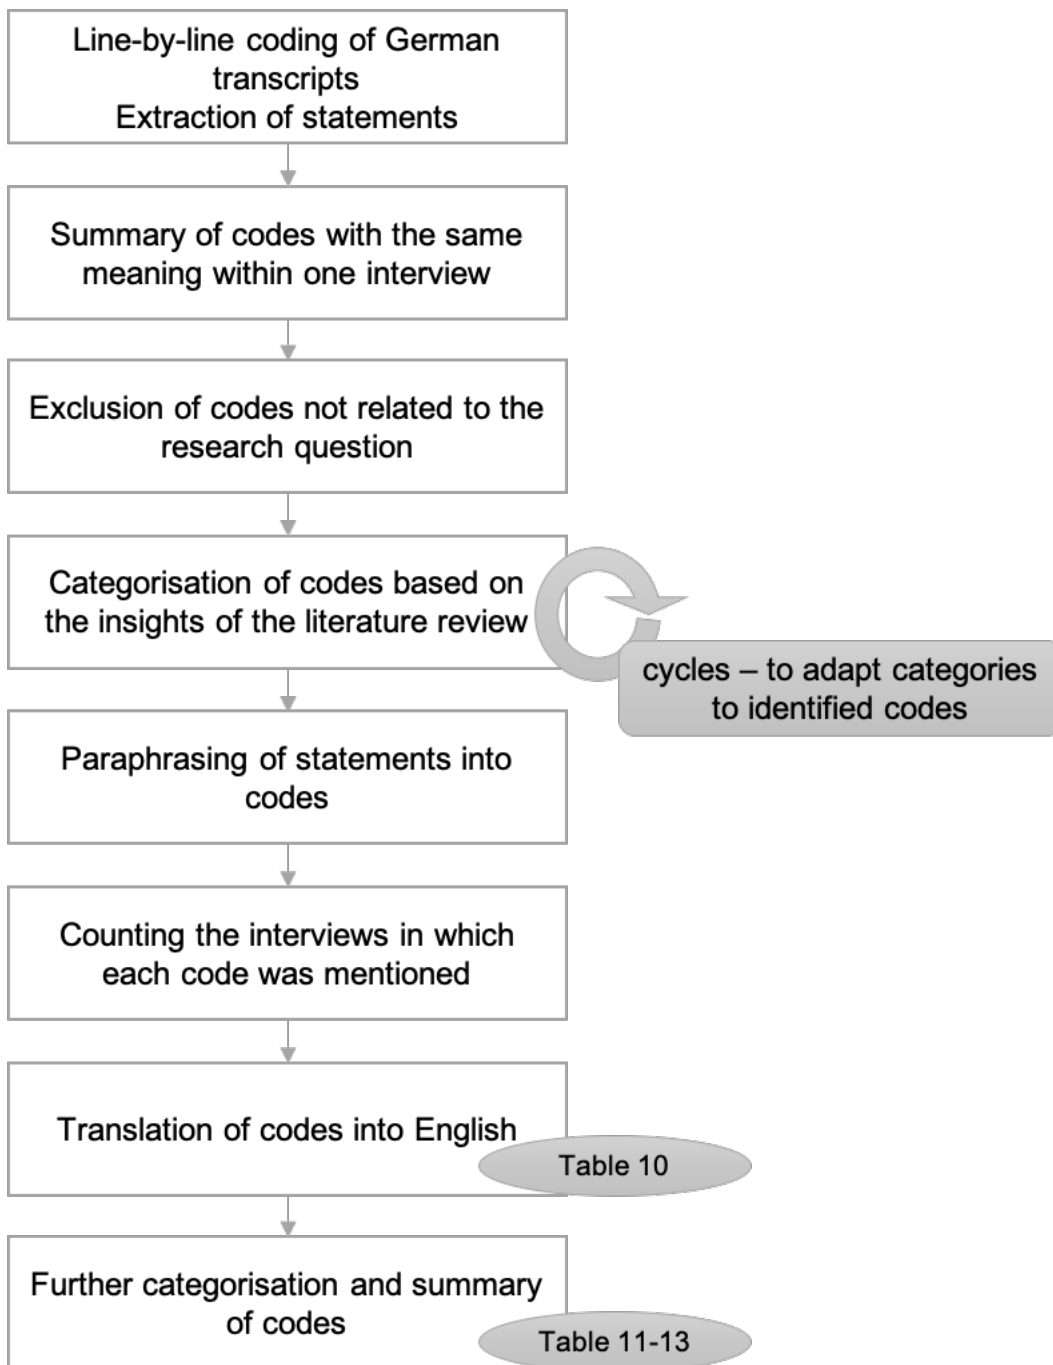 Line-by-line coding of German
transcripts
Extraction of statements
Summary of codes with the same
meaning within one interview
Exclusion of codes not related to the
research question
Categorisation of codes based on
the insights of the literature review
cycles – to adapt categories
to identified codes
Paraphrasing of statements into
codes
Counting the interviews in which
each code was mentioned
Translation of codes into English
Table 10
Further categorisation and summary
of codes
Table 11-13